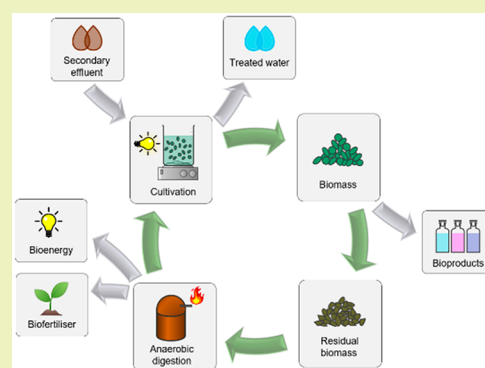 Secondary
effluent
Treated water
Cultivation
Biomass
Bioenergy
Bioproducts
Biofertiliser
Anaerobic
digestion
Residual
biomass